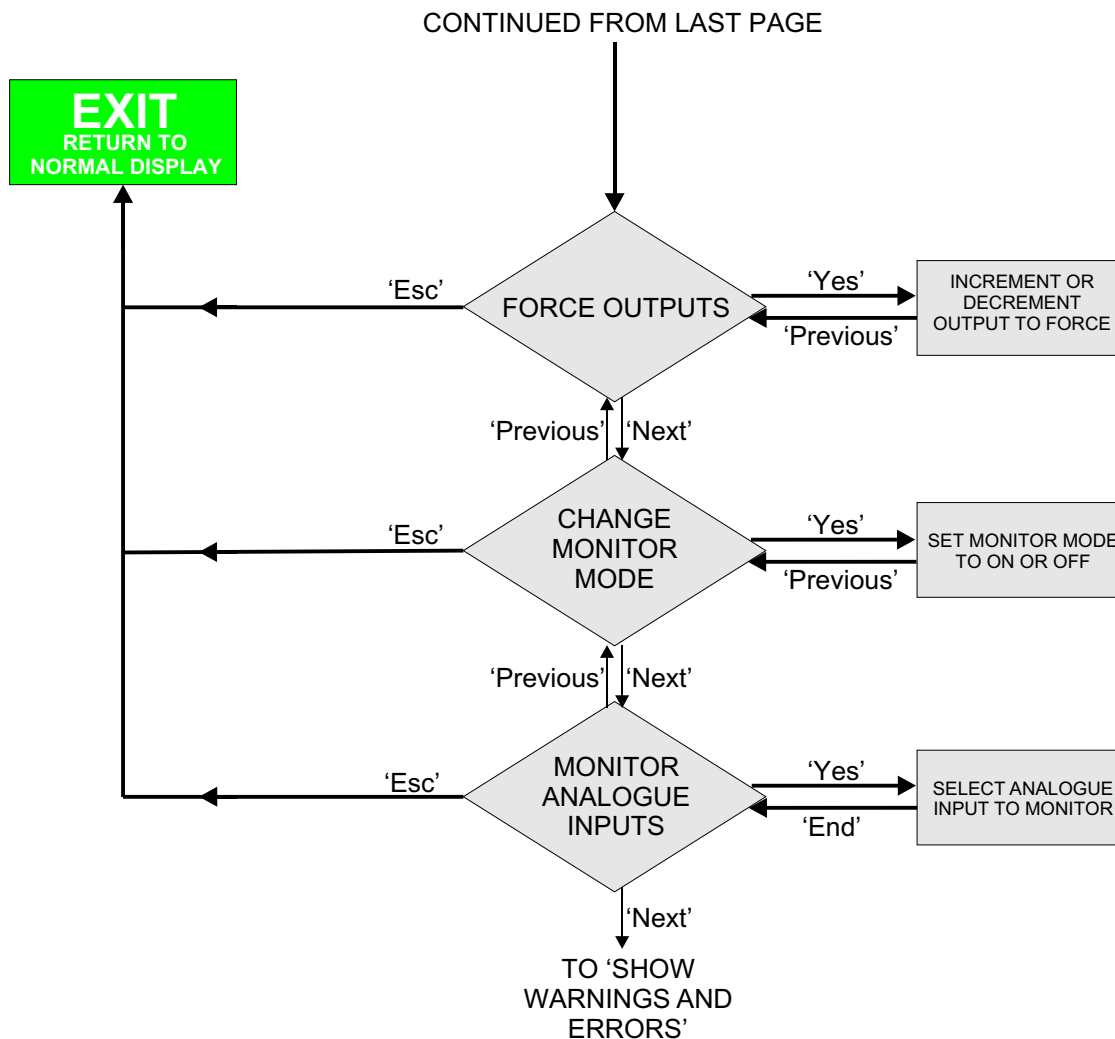 CONTINUED FROM LAST PAGE
EXIT
RETURN TO
NORMAL DISPLAY
‘Esc’
FORCE OUTPUTS
‘Yes’
‘Previous’
INCREMENT OR
DECREMENT
OUTPUT TO FORCE
‘Previous’
‘Next’
‘Esc’
CHANGE
MONITOR
MODE
‘Yes’
‘Previous’
SET MONITOR MODE
TO ON OR OFF
‘Previous’
‘Next’
‘Esc’
MONITOR
ANALOGUE
INPUTS
‘Yes’
‘End’
SELECT ANALOGUE
INPUT TO MONITOR
‘Next’
TO ‘SHOW
WARNINGS AND
ERRORS’